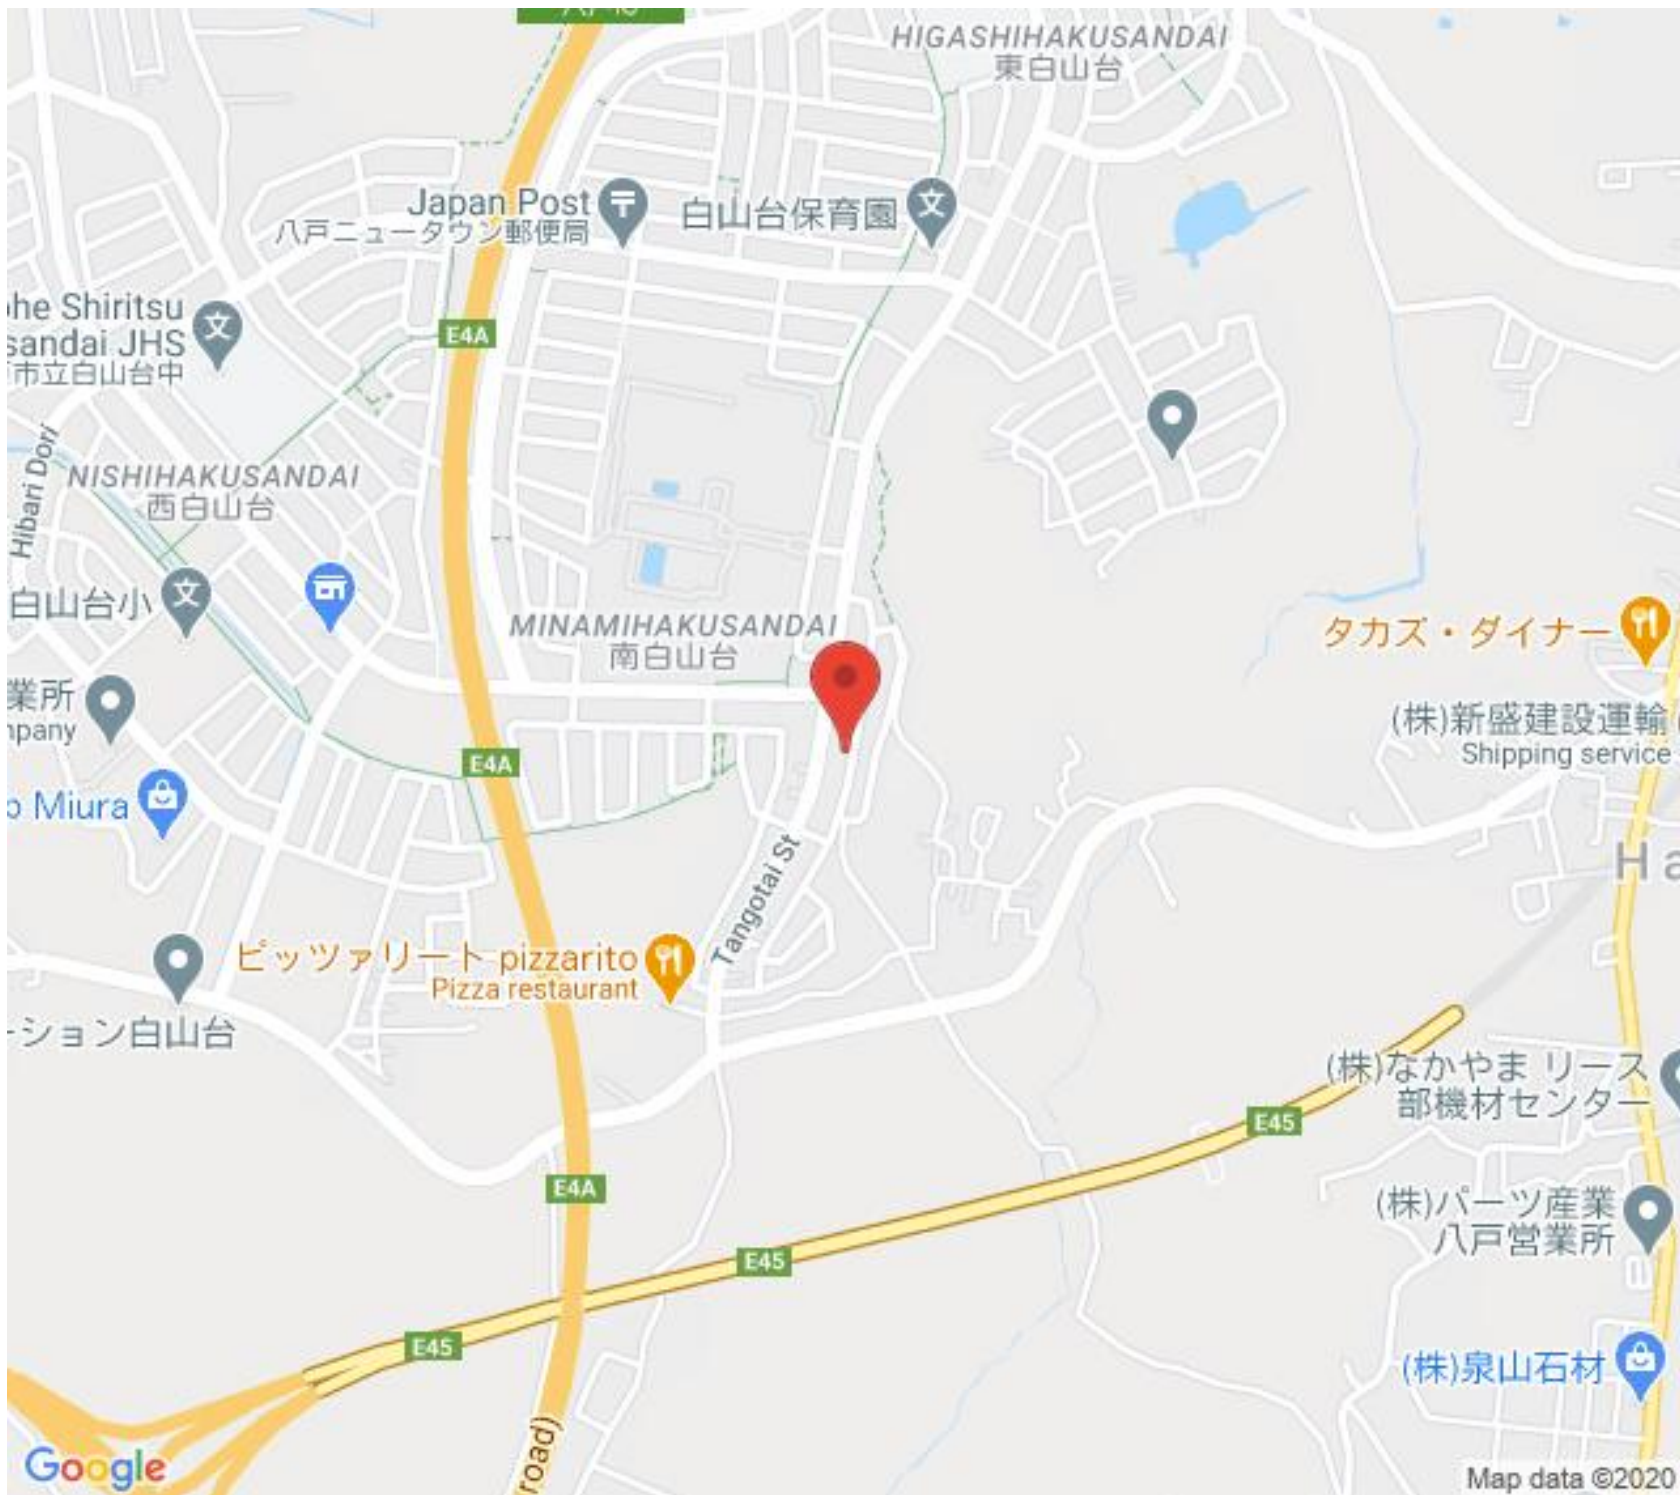 HIGASHIHAKUSANDAI
東白山台
Japan Post
八戸ニュータウン郵便局
白山台保育園
ohe Shiritsu
sandai JHS
市立白山台中
E4A
Hibari Dori
NISHIHAKUSANDAI
西白山台
白山台小
MINAMIHAKUSANDAI
南白山台
タカズ・ダイナー
業所
mpany
(株)新盛建設運輸
Shipping service
E4A
o Miura
Tangotai St
Ha
ピッツァリート pizzarito
Pizza restaurant
ーション白山台
(株)なかやま リース
部機材センター
E45
E4A
(株)パーツ産業
八戸営業所
E45
E45
(株)泉山石材
road)
Google
Map data ©2020